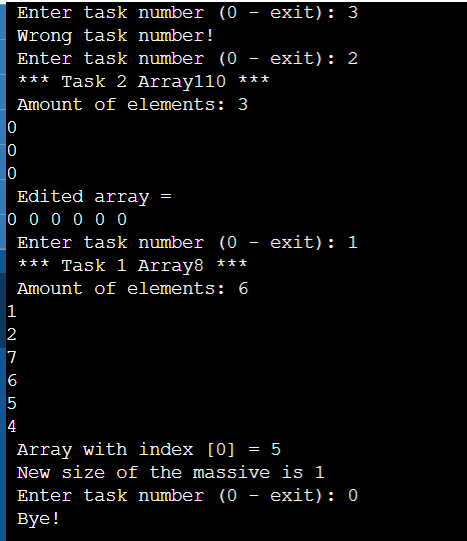 Enter task number (0 - exit): 3
Wrong task number!
Enter task number (0 - exit): 2
*** Task 2 Array110 ***
Amount of elements: 3
0
0
0
Edited array =
0 0 0 0 0 0
Enter task number (0 - exit): 1
*** Task 1 Array8 ***
Amount of elements: 6
1
2
7
6
5
4
Array with index [0] = 5
New size of the massive is 1
Enter task number (0 - exit): 0
Bye!